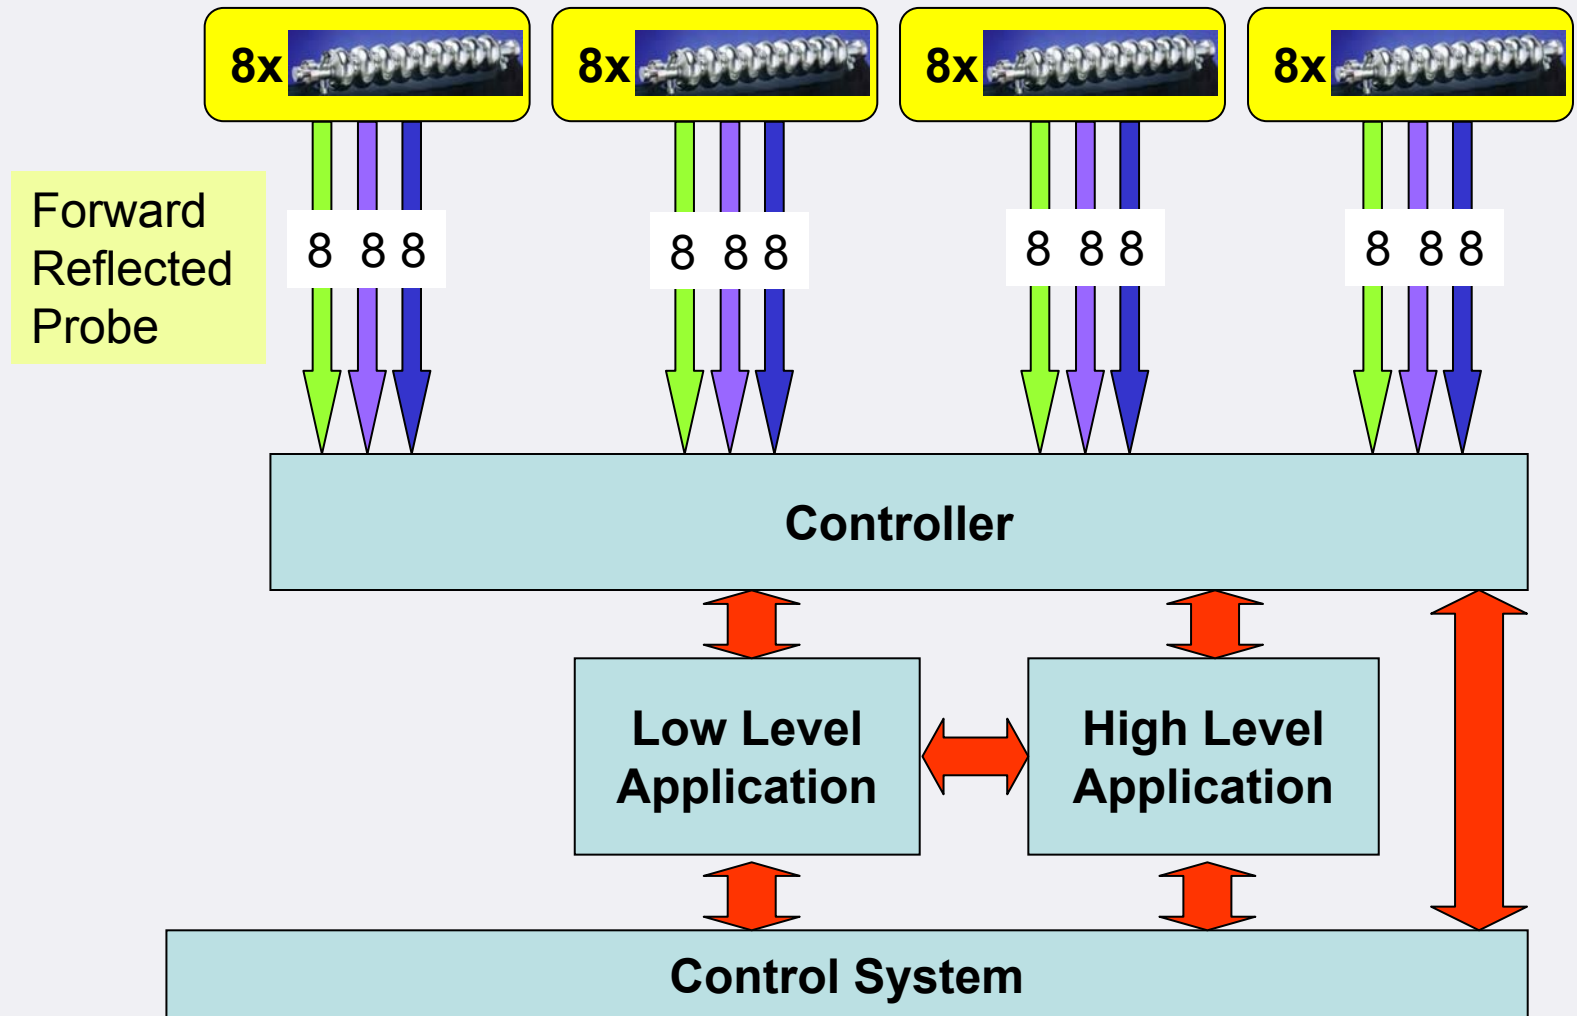 8x 8x 8x 8x
Forward
Reflected
Probe
8 8 8 8 8 8 8 8 8 8 8 8
Controller
Low Level
Application
High Level
Application
Control System